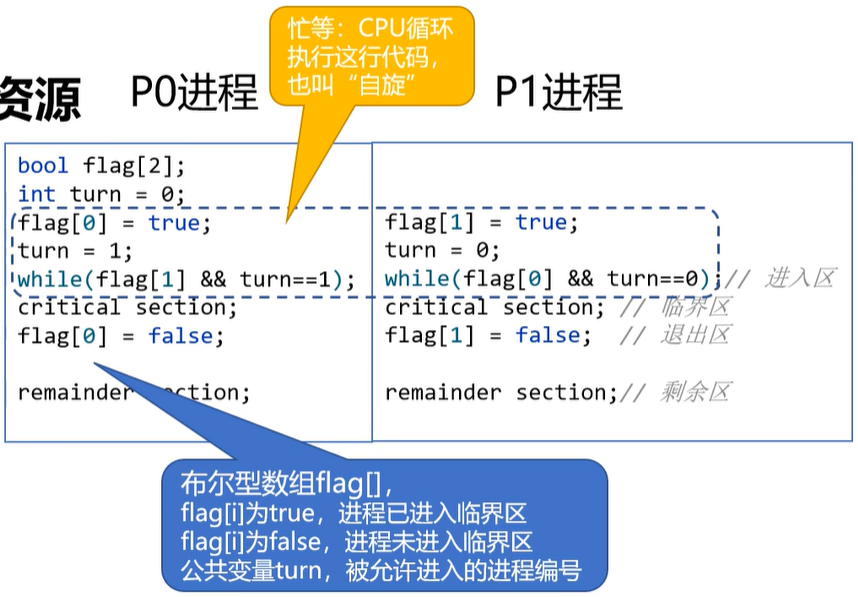 忙等：CPU循环
执行这行代码，
也叫“自旋”
资源 P0进程 P1进程
bool flag[2];
int turn = 0;
flag[0] = true; flag[1] = true;
turn = 1; turn = 0;
while(flag[1] && turn==1); while(flag[0] && turn==0);// 进入区
critical section; critical section; // 临界区
flag[0] = false; flag[1] = false; // 退出区
remainder section; remainder section;// 剩余区
布尔型数组flag[]，
flag[i]为true，进程已进入临界区
flag[i]为false，进程未进入临界区
公共变量turn，被允许进入的进程编号